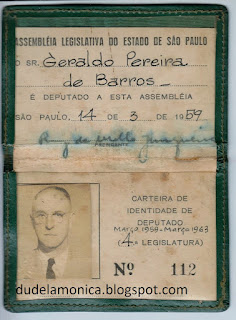 ASSEMBLÉIA LEGISLATIVA DO ESTADO DE SÃO PAULO
O SR. Geraldo Pereira
de Barros
É DEPUTADO A ESTA ASSEMBLÉIA
SÃO PAULO, 14 DE 3 DE 1959
PRESIDENTE
CARTEIRA DE
IDENTIDADE DE
DEPUTADO
Março 1959-Março 1963
(4ª LEGISLATURA)
Nº 112
dudelamonica.blogspot.com